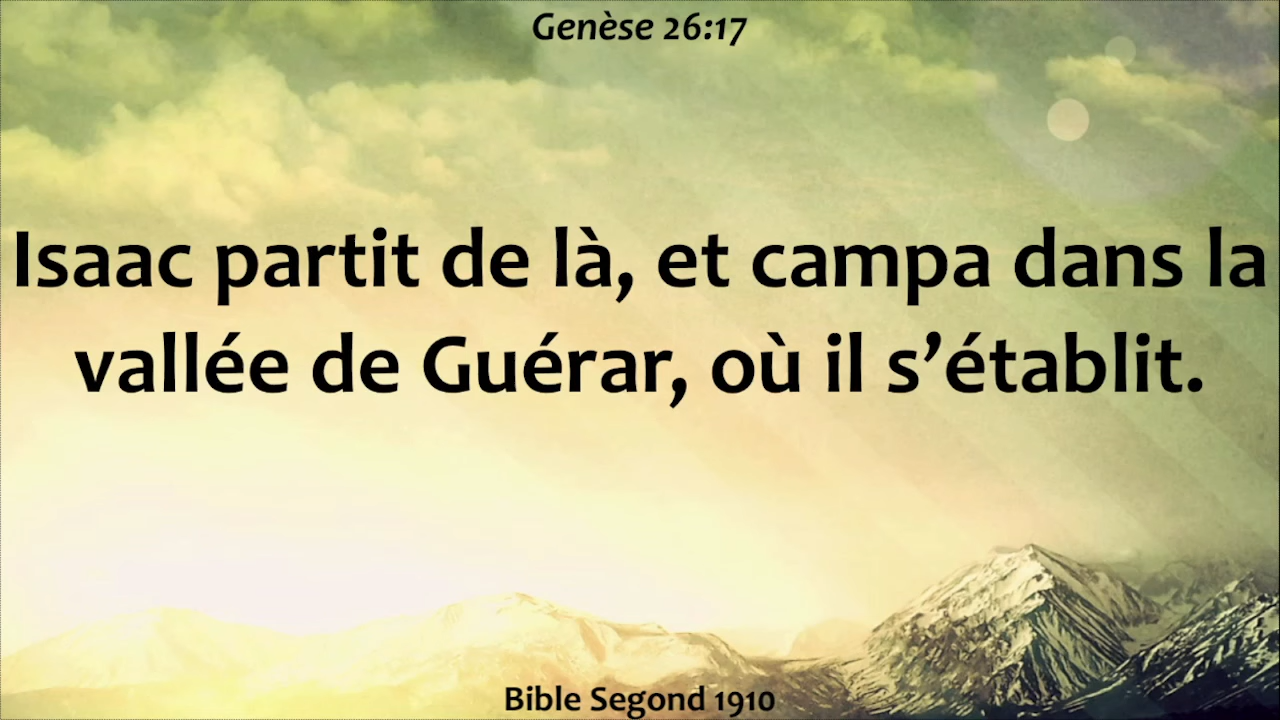 Genèse 26:17
Isaac partit de là, et campa dans la
vallée de Guérar, où il s’établit.
Bible Segond 1910